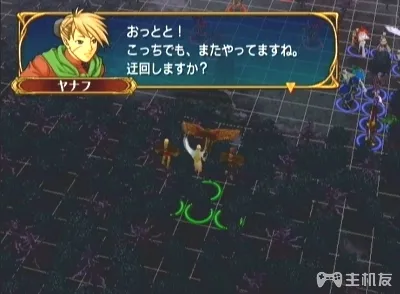 おっとと！
こっちでも、またやってますね。
迂回しますか？
ヤナフ
主机友